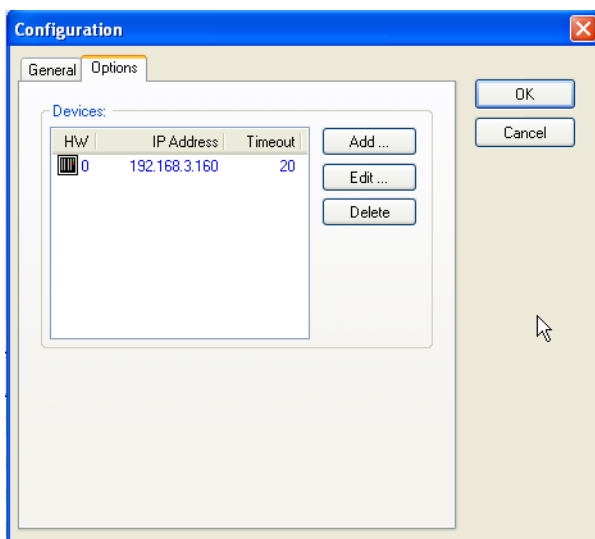 Configuration
General Options
OK
Cancel
Devices:
HW IP Address Timeout
0 192.168.3.160 20
Add ...
Edit ...
Delete